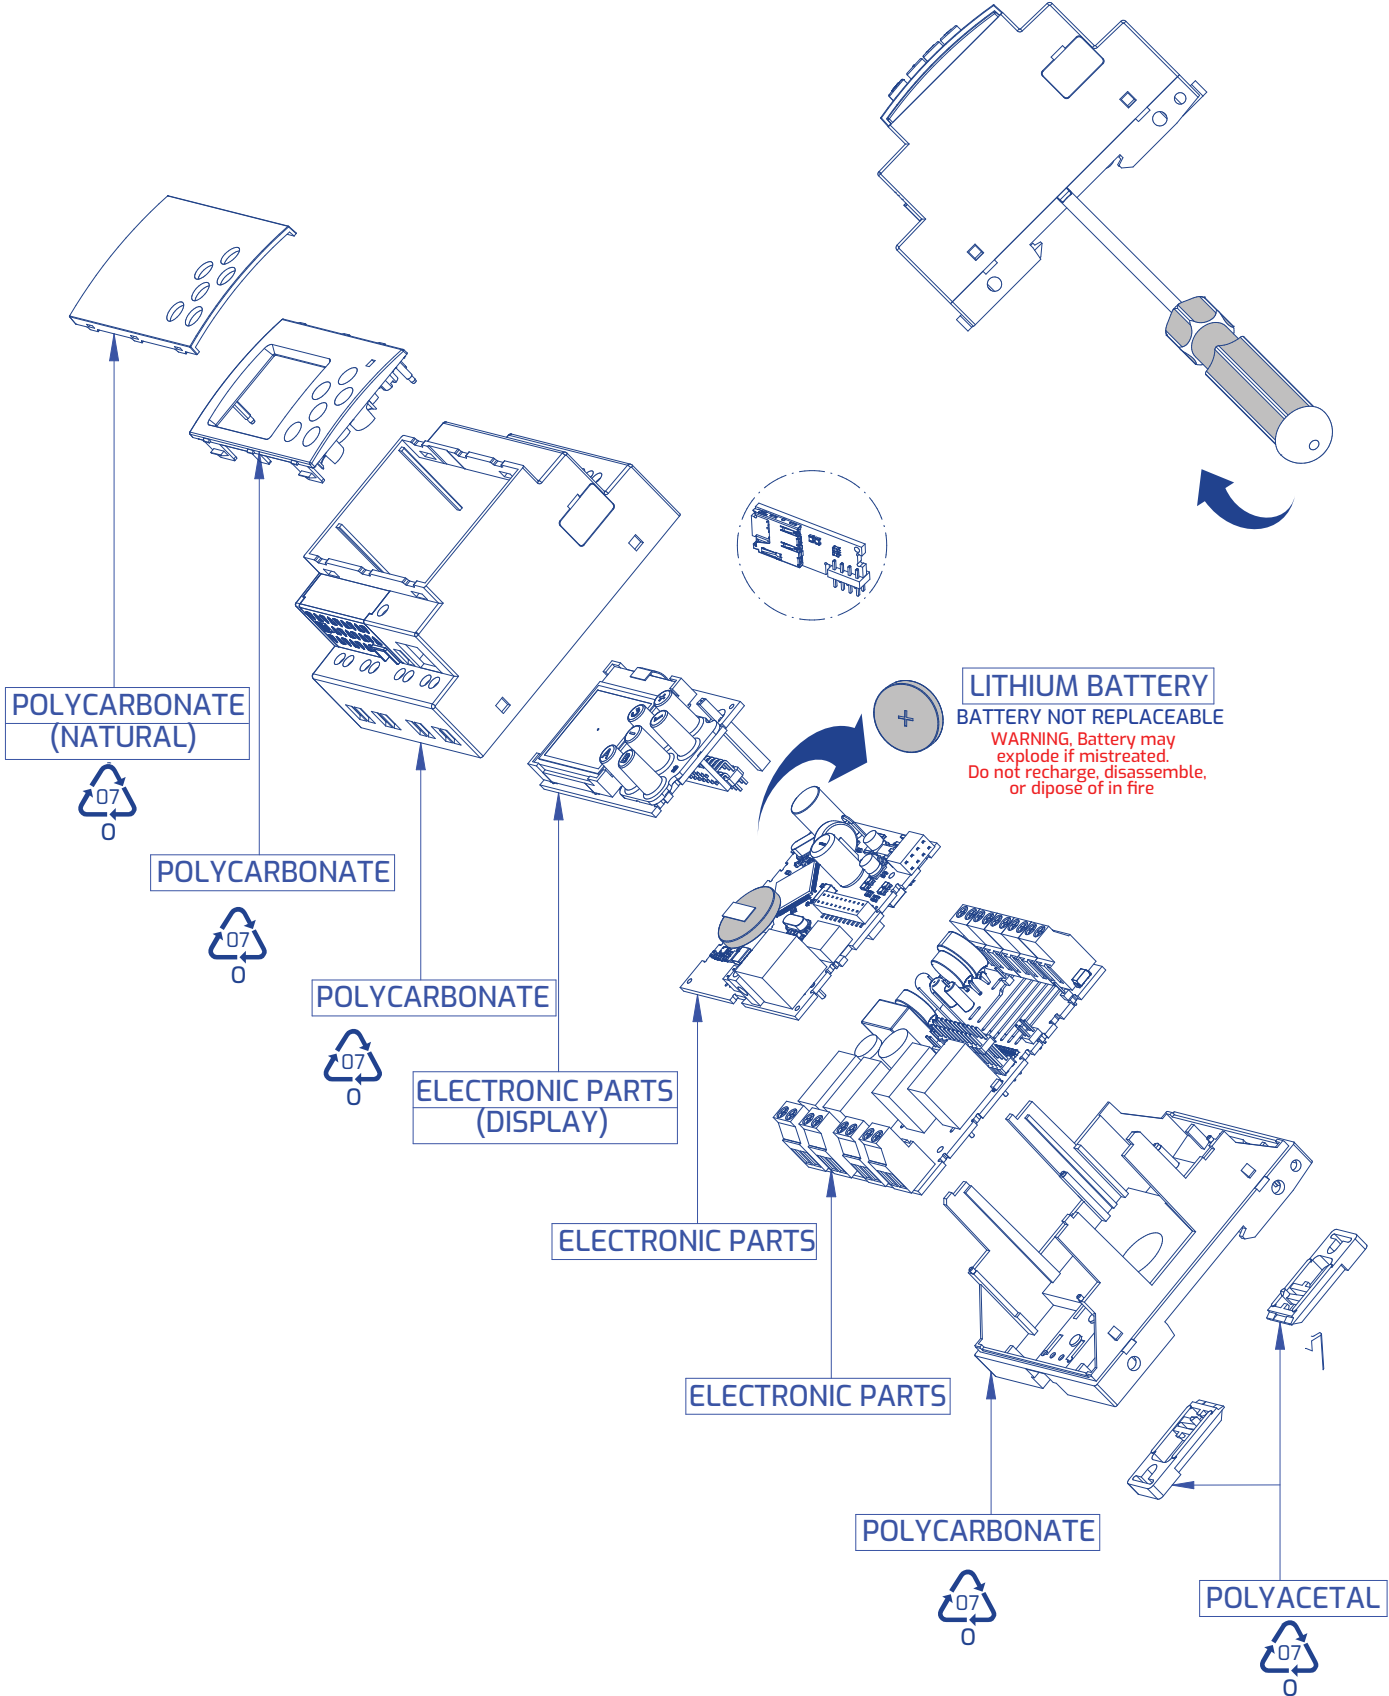 LITHIUM BATTERY
BATTERY NOT REPLACEABLE
WARNING, Battery may
explode if mistreated.
Do not recharge, disassemble,
or dipose of in fire
POLYCARBONATE
(NATURAL)
07
O
POLYCARBONATE
07
O
POLYCARBONATE
07
O
ELECTRONIC PARTS
(DISPLAY)
ELECTRONIC PARTS
ELECTRONIC PARTS
POLYCARBONATE
07
O
POLYACETAL
07
O